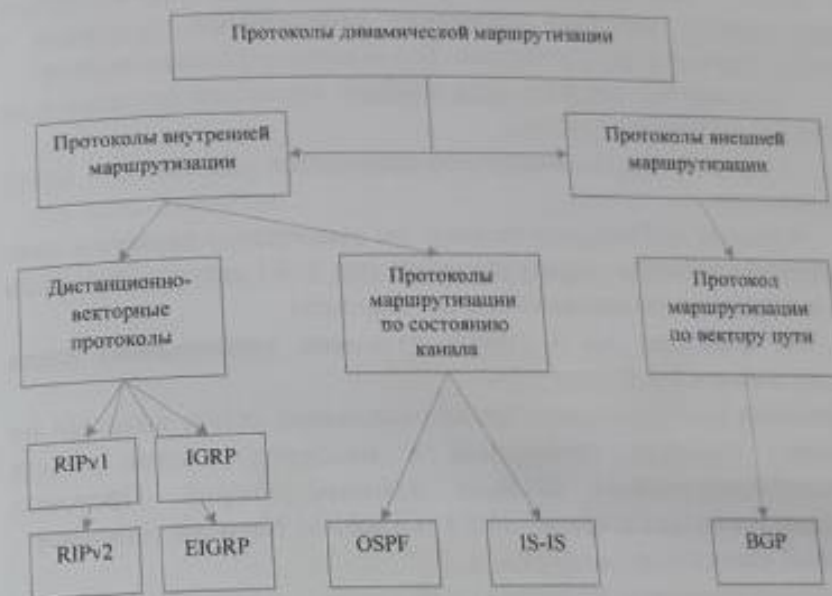 Протоколы динамической маршрутизации
Протоколы внутренней
маршрутизации
Протоколы внешней
маршрутизации
Дистанционно-
векторные
протоколы
Протоколы
маршрутизации
по состоянию
канала
Протокол
маршрутизации
по вектору пути
RIPv1
IGRP
RIPv2
EIGRP
OSPF
IS-IS
BGP